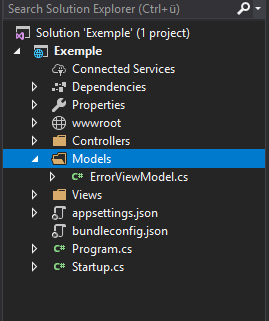 Search Solution Explorer (Ctrl+ü)
Solution 'Exemple' (1 project)
Exemple
Connected Services
Dependencies
Properties
wwwroot
Controllers
Models
ErrorViewModel.cs
Views
appsettings.json
bundleconfig.json
C# Program.cs
C# Startup.cs